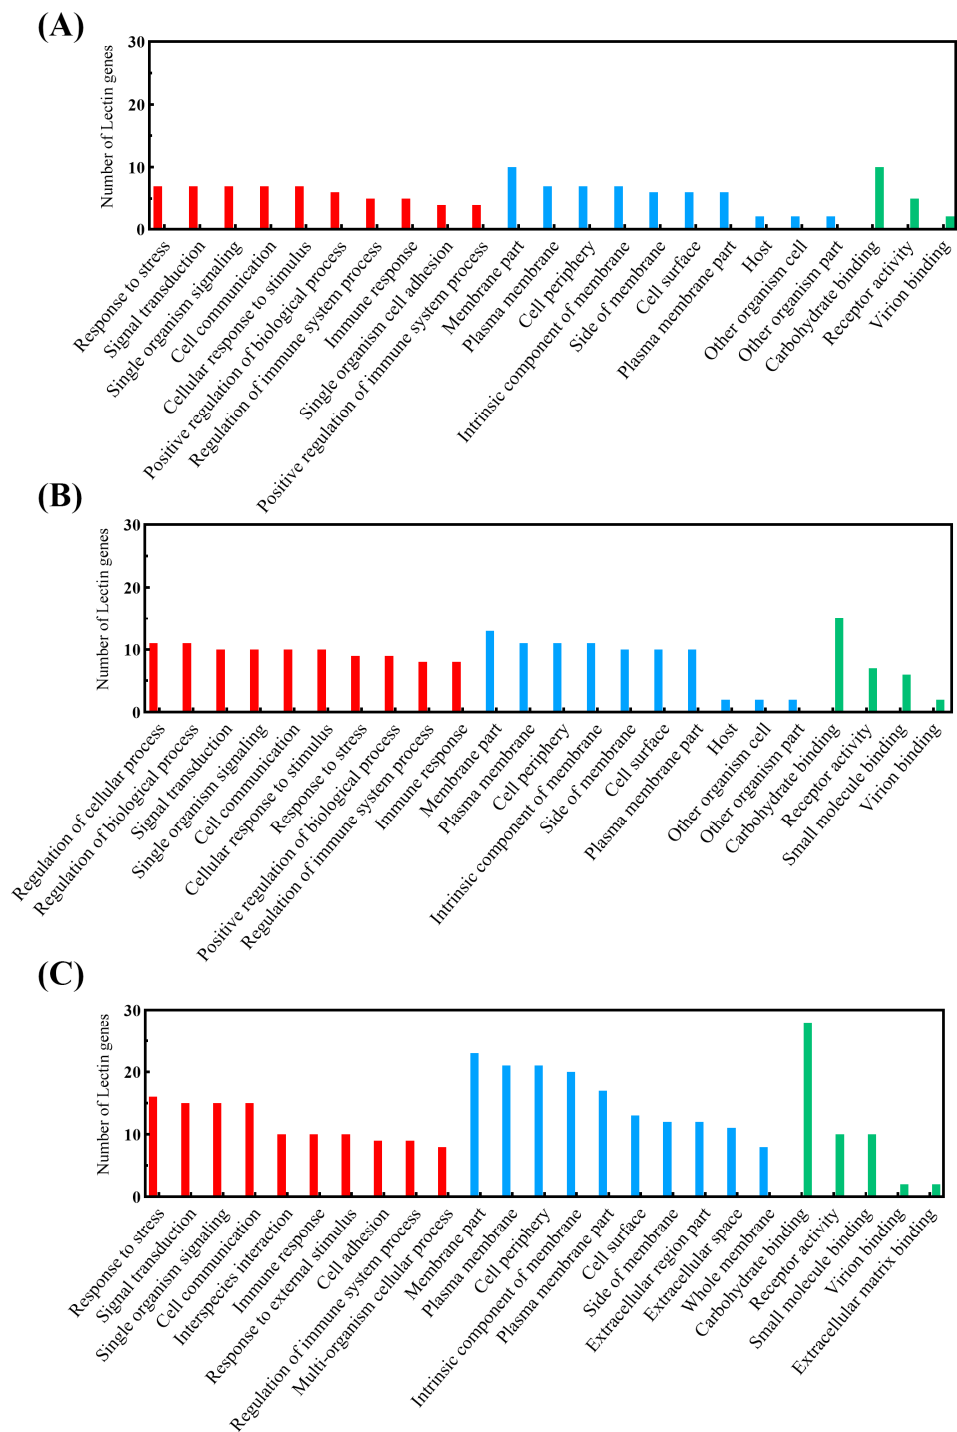 (A)
Number of Lectin genes
30
20
10
0
Response to stress
Signal transduction
Single organism signaling
Cell communication
Cellular response to stimulus
Positive regulation of biological process
Regulation of immune system process
Immune response
Single organism cell adhesion
Positive regulation of immune system process
Membrane part
Plasma membrane
Cell periphery
Intrinsic component of membrane
Side of membrane
Cell surface
Plasma membrane part
Host
Other organism cell
Other organism part
Carbohydrate binding
Receptor activity
Virion binding
(B)
Number of Lectin genes
30
20
10
0
Regulation of cellular process
Regulation of biological process
Signal transduction
Single organism signaling
Cell communication
Cellular response to stimulus
Response to stress
Positive regulation of biological process
Regulation of immune system process
Immune response
Membrane part
Plasma membrane
Cell periphery
Intrinsic component of membrane
Side of membrane
Cell surface
Plasma membrane part
Host
Other organism cell
Other organism part
Carbohydrate binding
Receptor activity
Small molecule binding
Virion binding
(C)
Number of Lectin genes
30
20
10
0
Response to stress
Signal transduction
Single organism signaling
Cell communication
Interspecies interaction
Immune response
Response to external stimulus
Cell adhesion
Regulation of immune system process
Multi-organism cellular process
Membrane part
Plasma membrane
Cell periphery
Intrinsic component of membrane
Plasma membrane part
Cell surface
Side of membrane
Extracellular region part
Extracellular space
Whole membrane
Carbohydrate binding
Receptor activity
Small molecule binding
Virion binding
Extracellular matrix binding